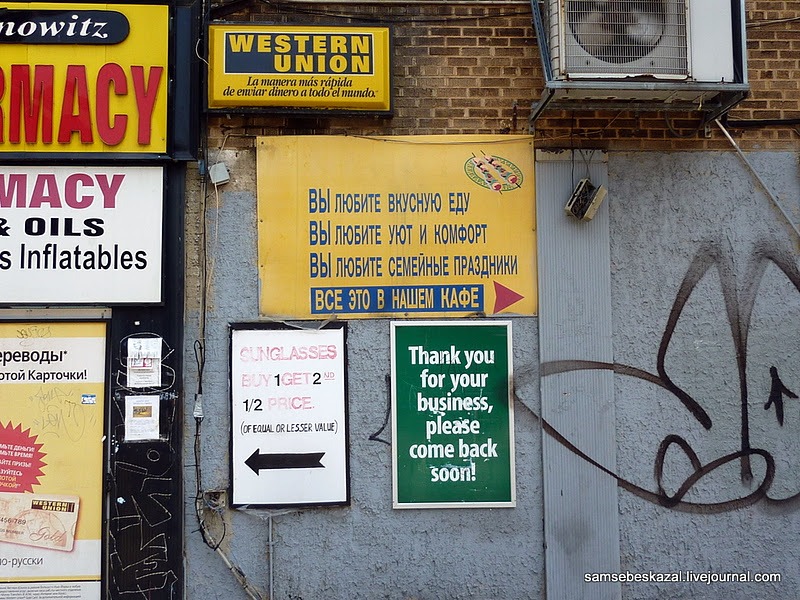 nowitz
RMACY
MACY
& OILS
s Inflatables
WESTERN
UNION
La manera más rápida
de enviar dinero a todo el mundo.
ВЫ ЛЮБИТЕ ВКУСНУЮ ЕДУ
ВЫ ЛЮБИТЕ УЮТ И КОМФОРТ
ВЫ ЛЮБИТЕ СЕМЕЙНЫЕ ПРАЗДНИКИ
ВСЕ ЭТО В НАШЕМ КАФЕ
SUNGLASSES
BUY 1 GET 2ND
1/2 PRICE.
(OF EQUAL OR LESSER VALUE)
Thank you
for your
business,
please
come back
soon!
ереводы*
отой Карточки!
WESTERN
UNION
Gold
по-русски
samsebeskazal.livejournal.com